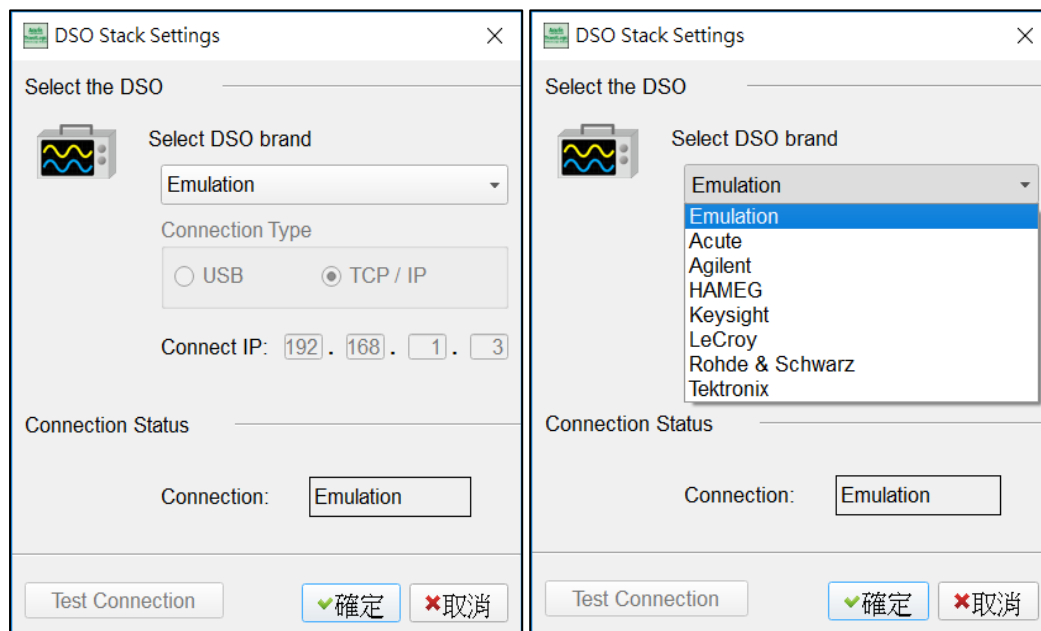 DSO Stack Settings
Select the DSO
Select DSO brand
Emulation
Connection Type
USB
TCP / IP
Connect IP: 192 . 168 . 1 . 3
Connection Status
Connection: Emulation
Test Connection
確定
取消
DSO Stack Settings
Select the DSO
Select DSO brand
Emulation
Emulation
Acute
Agilent
HAMEG
Keysight
LeCroy
Rohde & Schwarz
Tektronix
Connection Status
Connection: Emulation
Test Connection
確定
取消